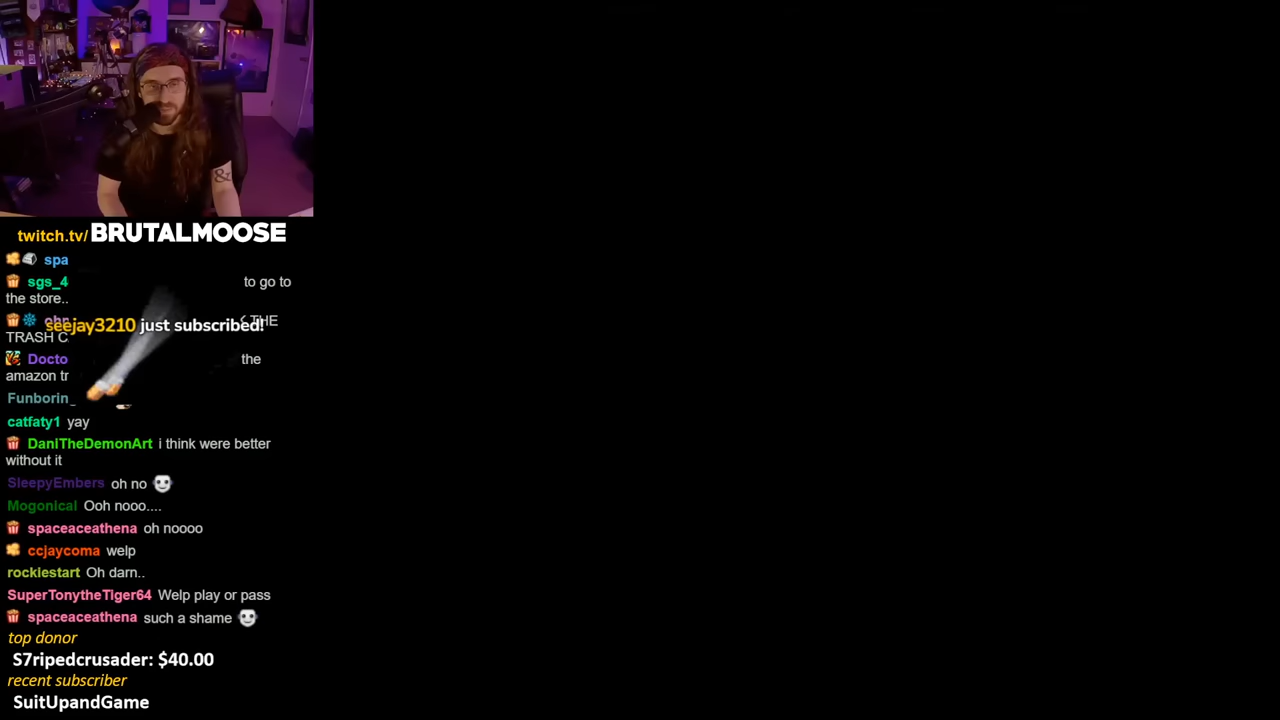 twitch.tv/BRUTALMOOSE
spa
sgs_4 to go to
the store..
THE
TRASH C
seejay3210 just subscribed!
Docto the
amazon tr
Funboring
catfaty1 yay
DaniTheDemonArt i think were better
without it
SleepyEmbers oh no
Mogonical Ooh nooo....
spaceaceathena oh noooo
ccjaycoma welp
rockiestart Oh darn..
SuperTonytheTiger64 Welp play or pass
spaceaceathena such a shame
top donor
S7ripedcrusader: $40.00
recent subscriber
SuitUpandGame